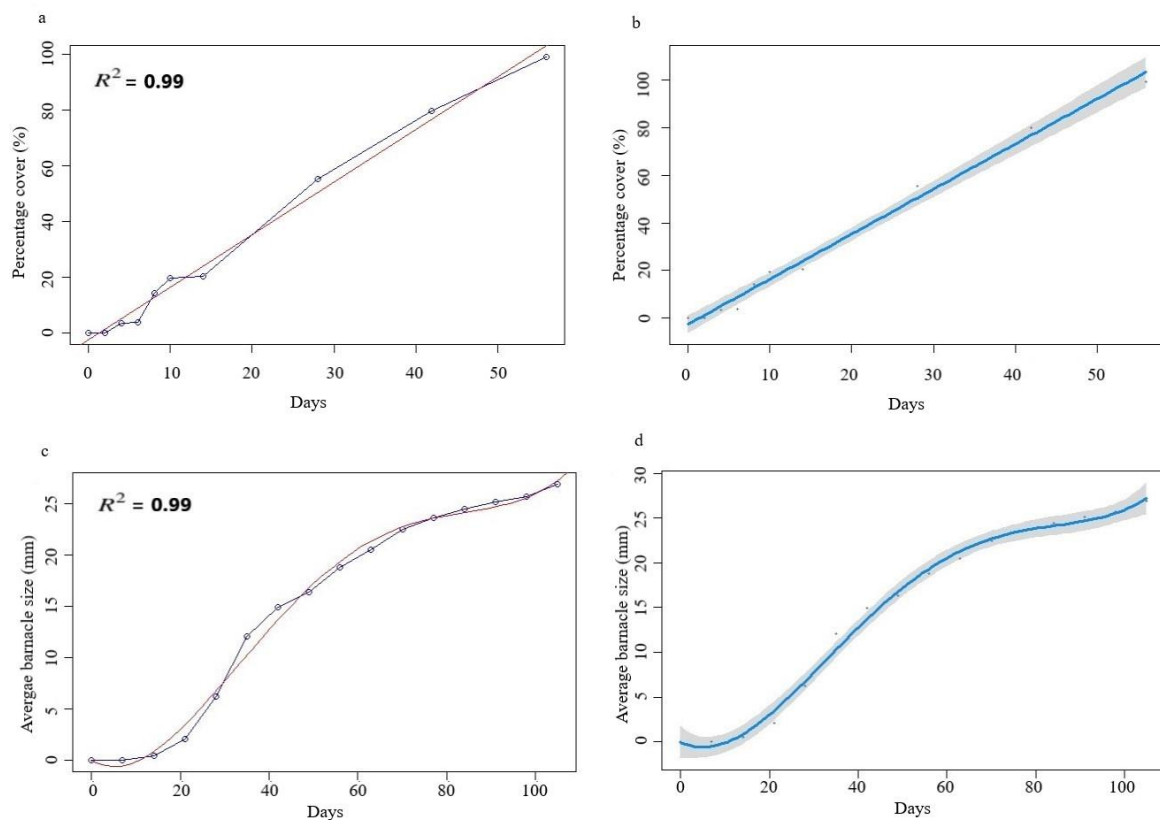 a
R² = 0.99
Percentage cover (%)
0 20 40 60 80 100
0 10 20 30 40 50
Days
b
Percentage cover (%)
0 20 40 60 80 100
0 10 20 30 40 50
Days
c
R² = 0.99
Avergae barnacle size (mm)
0 5 10 15 20 25
0 20 40 60 80 100
Days
d
Average barnacle size (mm)
0 5 10 15 20 25 30
0 20 40 60 80 100
Days